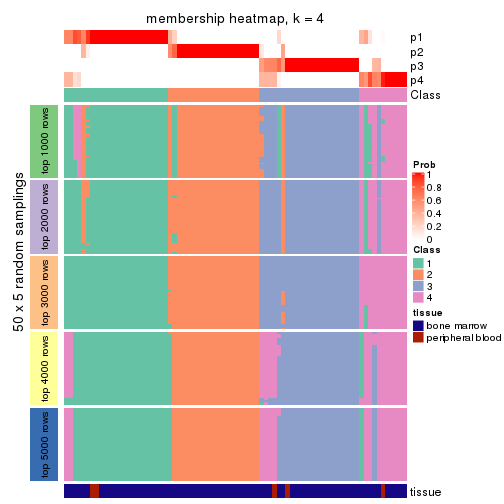 membership heatmap, k = 4
p1
p2
p3
p4
Class
50 x 5 random samplings
top 1000 rows
top 2000 rows
top 3000 rows
top 4000 rows
top 5000 rows
Prob
1
0.8
0.6
0.4
0.2
0
Class
1
2
3
4
tissue
bone marrow
peripheral blood
tissue